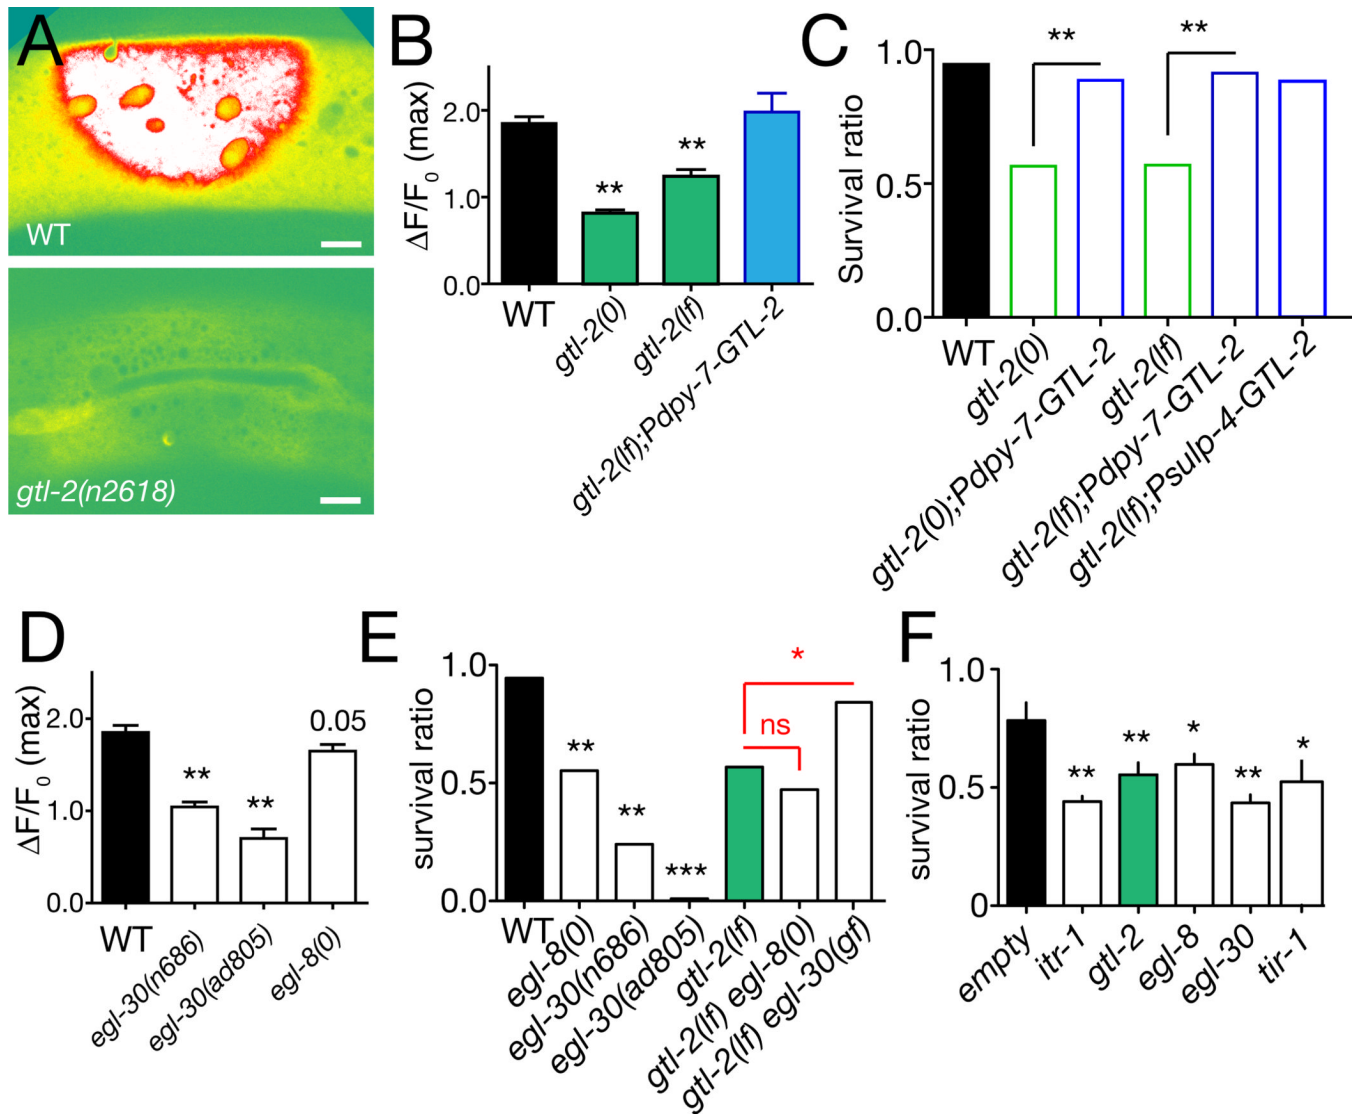 A
WT
gtl-2(n2618)
B
ΔF/F0 (max)
2.0
1.0
0.0
**
**
WT
gtl-2(0)
gtl-2(lf)
gtl-2(lf);Pdpy-7-GTL-2
C
Survival ratio
1.0
0.5
0.0
**
**
WT
gtl-2(0)
gtl-2(0);Pdpy-7-GTL-2
gtl-2(lf)
gtl-2(lf);Pdpy-7-GTL-2
gtl-2(lf);Psulp-4-GTL-2
D
ΔF/F0 (max)
2.0
1.0
0.0
**
**
0.05
WT
egl-30(n686)
egl-30(ad805)
egl-8(0)
E
survival ratio
1.0
0.5
0.0
**
**
***
ns
*
WT
egl-8(0)
egl-30(n686)
egl-30(ad805)
gtl-2(lf)
gtl-2(lf) egl-8(0)
gtl-2(lf) egl-30(gf)
F
survival ratio
1.0
0.5
0
**
**
*
**
*
empty
itr-1
gtl-2
egl-8
egl-30
tir-1